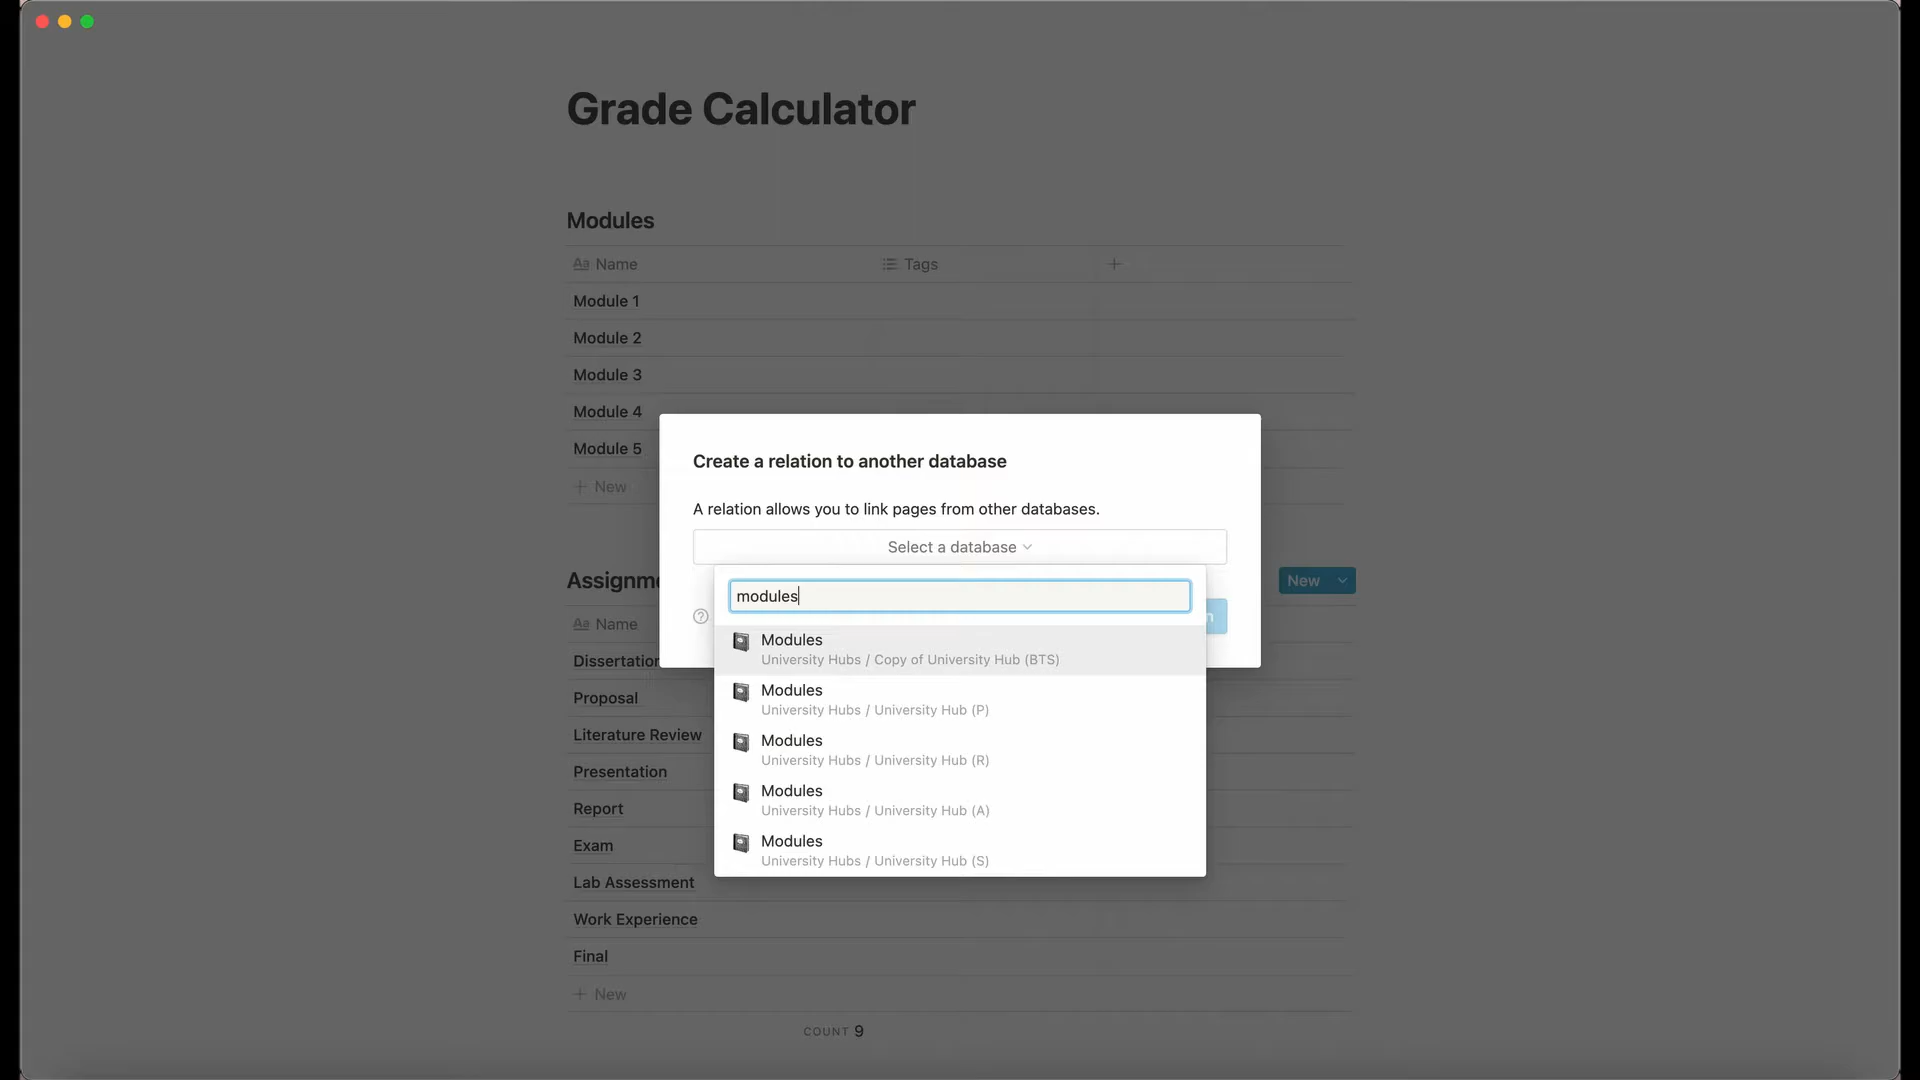 Grade Calculator
Modules
Aa Name Tags
Module 1
Module 2
Module 3
Module 4
Module 5
New
Create a relation to another database
A relation allows you to link pages from other databases.
Select a database
modules
Modules
University Hubs / Copy of University Hub (BTS)
Modules
University Hubs / University Hub (P)
Modules
University Hubs / University Hub (R)
Modules
University Hubs / University Hub (A)
Modules
University Hubs / University Hub (S)
New
Aa Name
Dissertation
Proposal
Literature Review
Presentation
Report
Exam
Lab Assessment
Work Experience
Final
New
COUNT 9